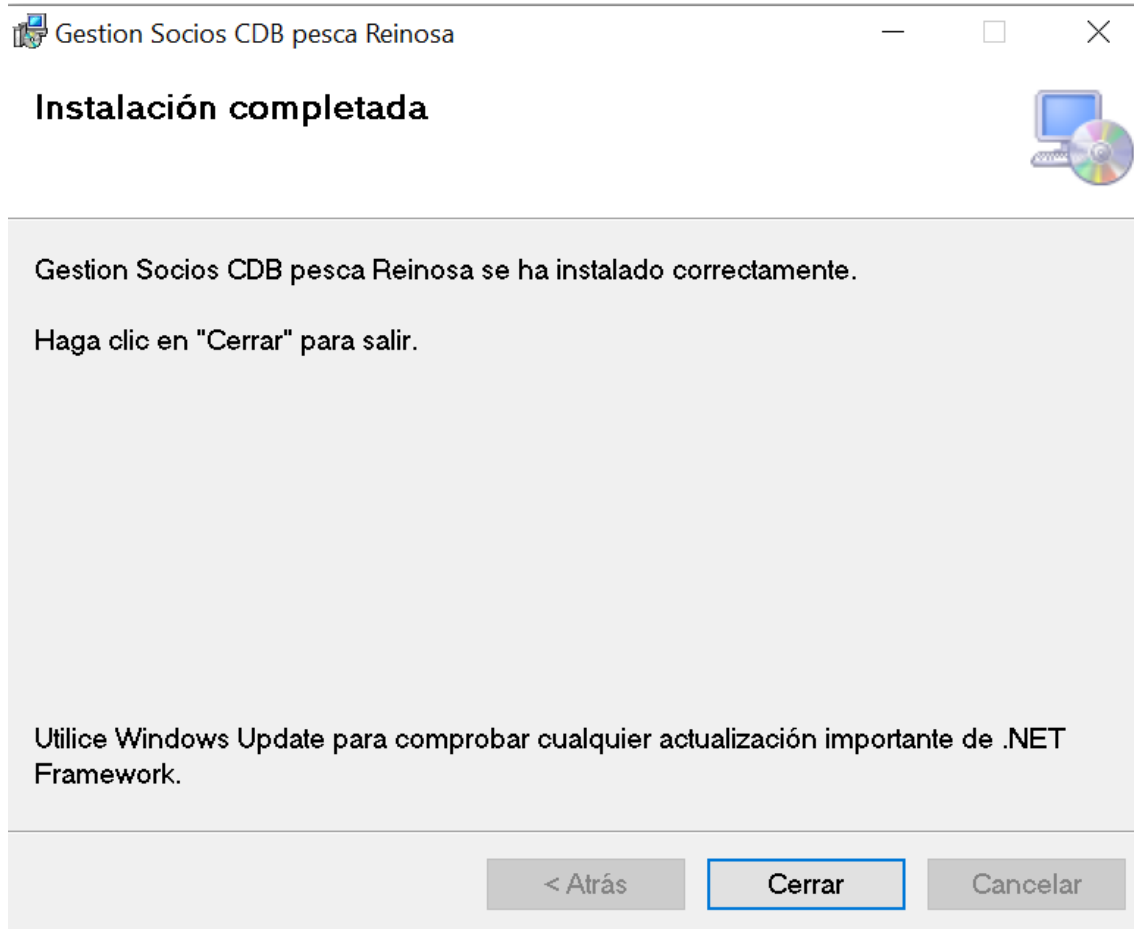 Gestion Socios CDB pesca Reinosa
Instalación completada
Gestion Socios CDB pesca Reinosa se ha instalado correctamente.
Haga clic en "Cerrar" para salir.
Utilice Windows Update para comprobar cualquier actualización importante de .NET
Framework.
< Atrás
Cerrar
Cancelar